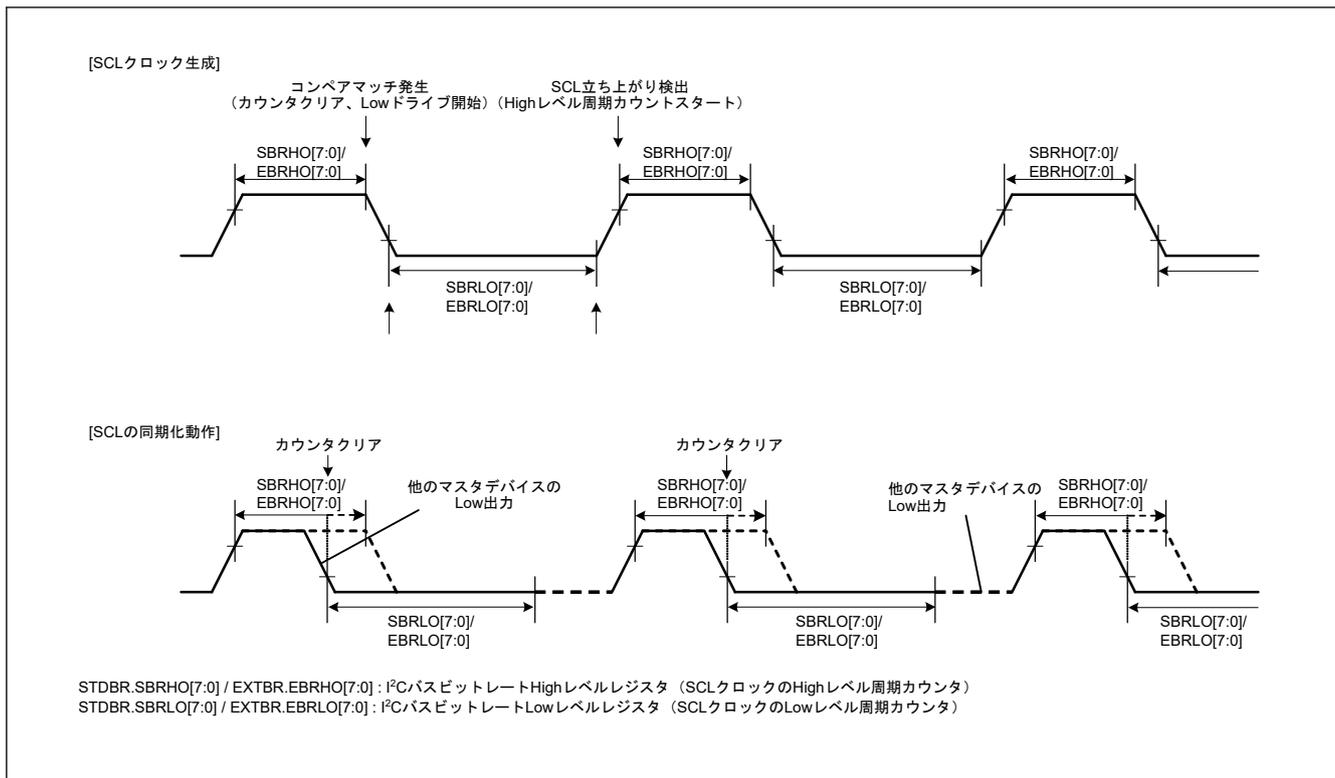 [SCLクロック生成]
コンペアマッチ発生
（カウンタクリア、Lowドライブ開始）
SCL立ち上がり検出
（Highレベル周期カウントスタート）
SBRHO[7:0]/
EBRHO[7:0]
SBRHO[7:0]/
EBRHO[7:0]
SBRHO[7:0]/
EBRHO[7:0]
SBRLO[7:0]/
EBRLO[7:0]
SBRLO[7:0]/
EBRLO[7:0]
[SCLの同期化動作]
カウンタクリア
カウンタクリア
SBRHO[7:0]/
EBRHO[7:0]
他のマスタデバイスの
Low出力
SBRHO[7:0]/
EBRHO[7:0]
他のマスタデバイスの
Low出力
SBRHO[7:0]/
EBRHO[7:0]
SBRLO[7:0]/
EBRLO[7:0]
SBRLO[7:0]/
EBRLO[7:0]
SBRLO[7:0]/
EBRLO[7:0]
STDBR.SBRHO[7:0] / EXTBR.EBRHO[7:0] : I²CバスビットレートHighレベルレジスタ（SCLクロックのHighレベル周期カウンタ）
STDBR.SBRLO[7:0] / EXTBR.EBRLO[7:0] : I²CバスビットレートLowレベルレジスタ（SCLクロックのLowレベル周期カウンタ）